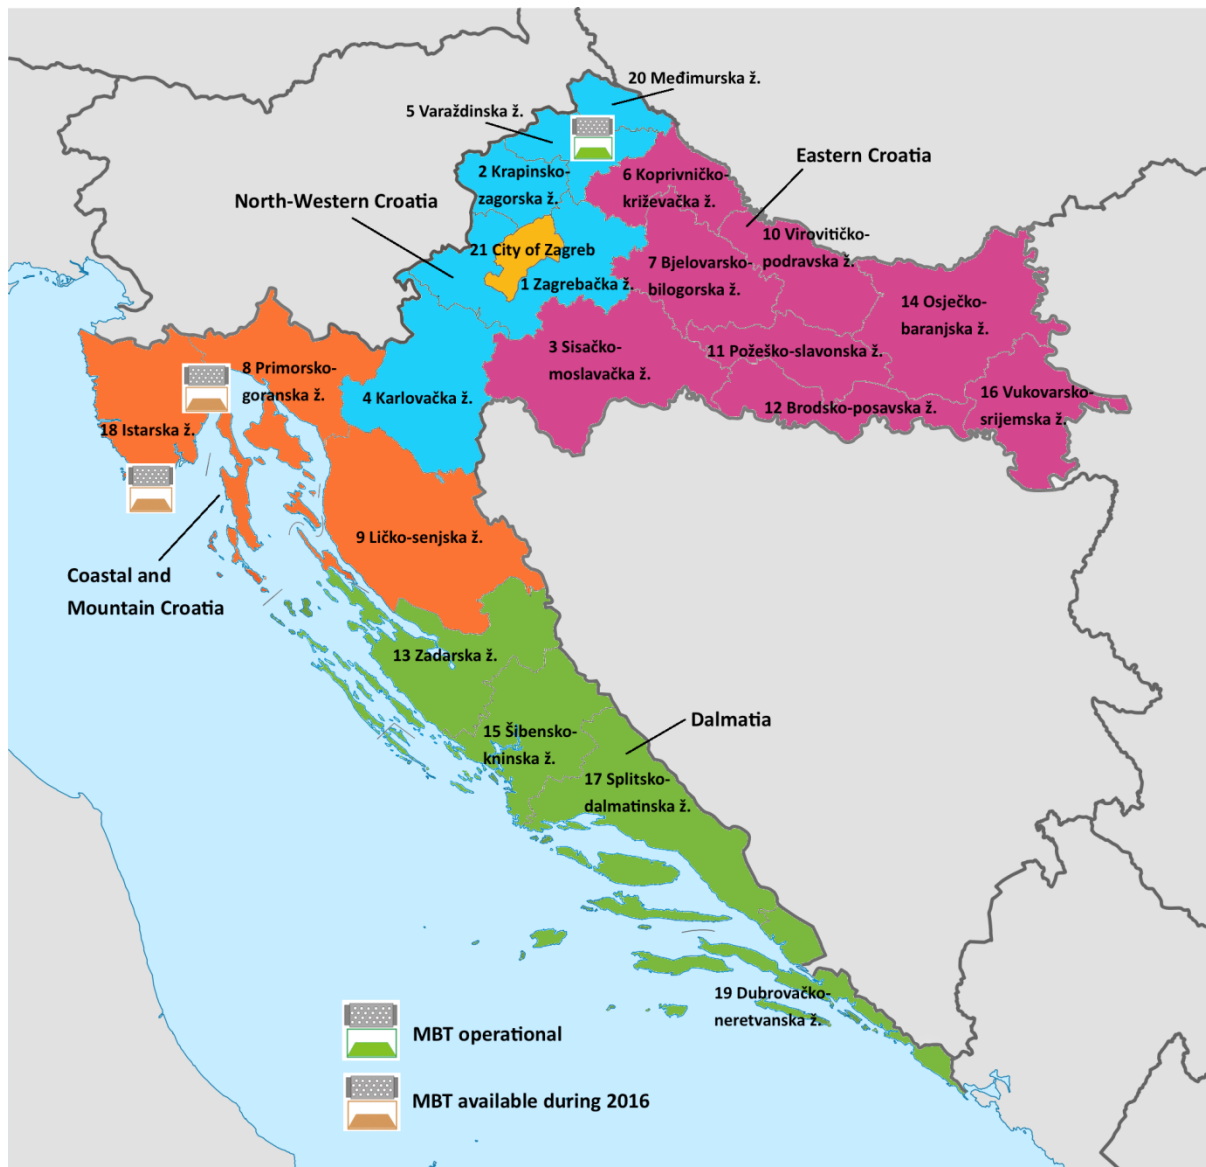 20 Međimurska ž.
5 Varaždinska ž.
Eastern Croatia
2 Krapinsko-
zagorska ž.
6 Koprivničko-
križevačka ž.
North-Western Croatia
10 Virovitičko-
podravska ž.
21 City of Zagreb
7 Bjelovarsko-
bilogorska ž.
1 Zagrebačka ž.
14 Osječko-
baranjska ž.
3 Sisačko-
moslavačka ž.
11 Požeško-slavonska ž.
8 Primorsko-
goranska ž.
4 Karlovačka ž.
16 Vukovarsko-
srijemska ž.
12 Brodsko-posavska ž.
18 Istarska ž.
9 Ličko-senjska ž.
Coastal and
Mountain Croatia
13 Zadarska ž.
Dalmatia
15 Šibensko-
kninska ž.
17 Splitsko-
dalmatinska ž.
19 Dubrovačko-
neretvanska ž.
MBT operational
MBT available during 2016